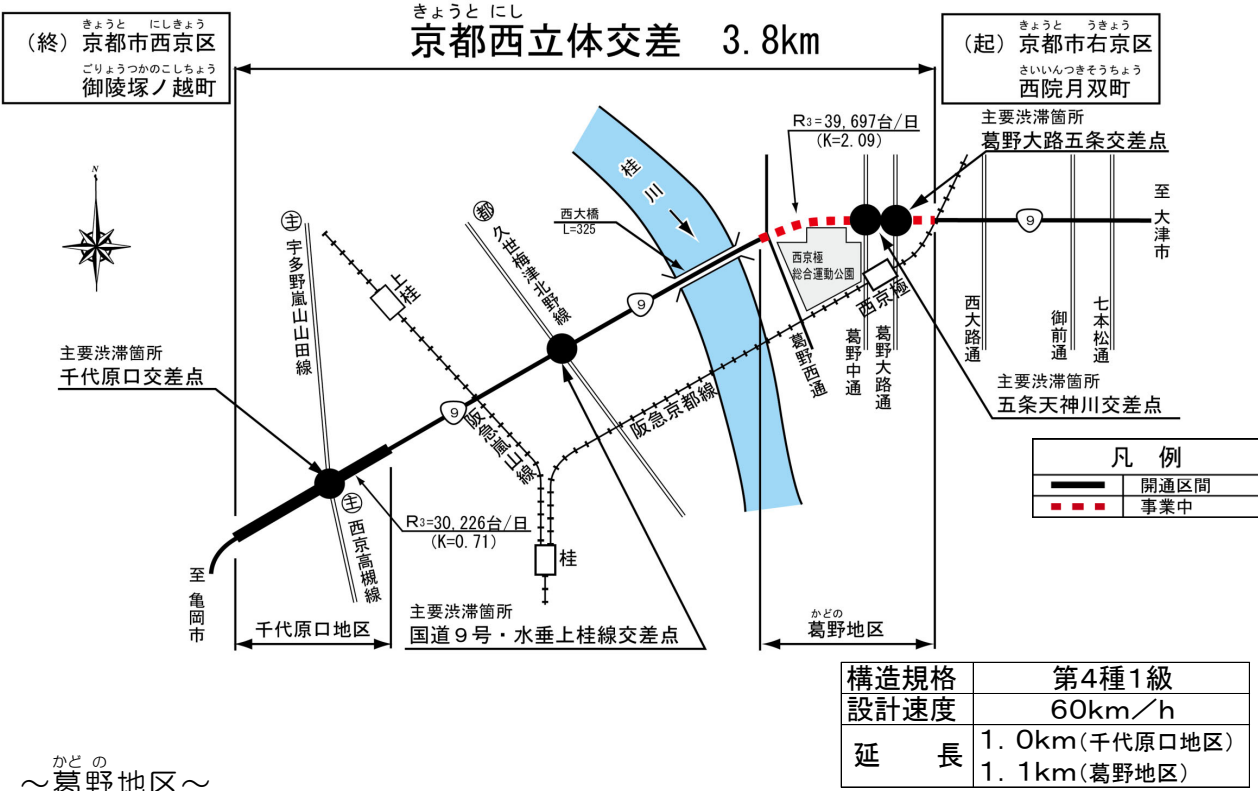 京都西立体交差 3.8km
きょうと にし
(終)京都市西京区
きょうと にしきょう
御陵塚ノ越町
ごりょうつかのこしちょう
(起)京都市右京区
きょうと うきょう
西院月双町
さいいんつきそうちょう
主要渋滞箇所
葛野大路五条交差点
R3=39,697台/日
(K=2.09)
N
桂川
西大橋
L=325
西京極
総合運動公園
西京極
9
至 大津市
主 宇多野嵐山山田線
上桂
都 久世梅津北野線
9
葛野西通
葛野中通
葛野大路通
西大路通
御前通
七本松通
主要渋滞箇所
千代原口交差点
9
阪急嵐山線
阪急京都線
主要渋滞箇所
五条天神川交差点
凡 例
開通区間
事業中
主 西京高槻線
R3=30,226台/日
(K=0.71)
桂
至 亀岡市
千代原口地区
主要渋滞箇所
国道9号・水垂上桂線交差点
かどの
葛野地区
構造規格 第4種1級
設計速度 60km/h
延 長 1.0km(千代原口地区)
1.1km(葛野地区)
かどの
~葛野地区~